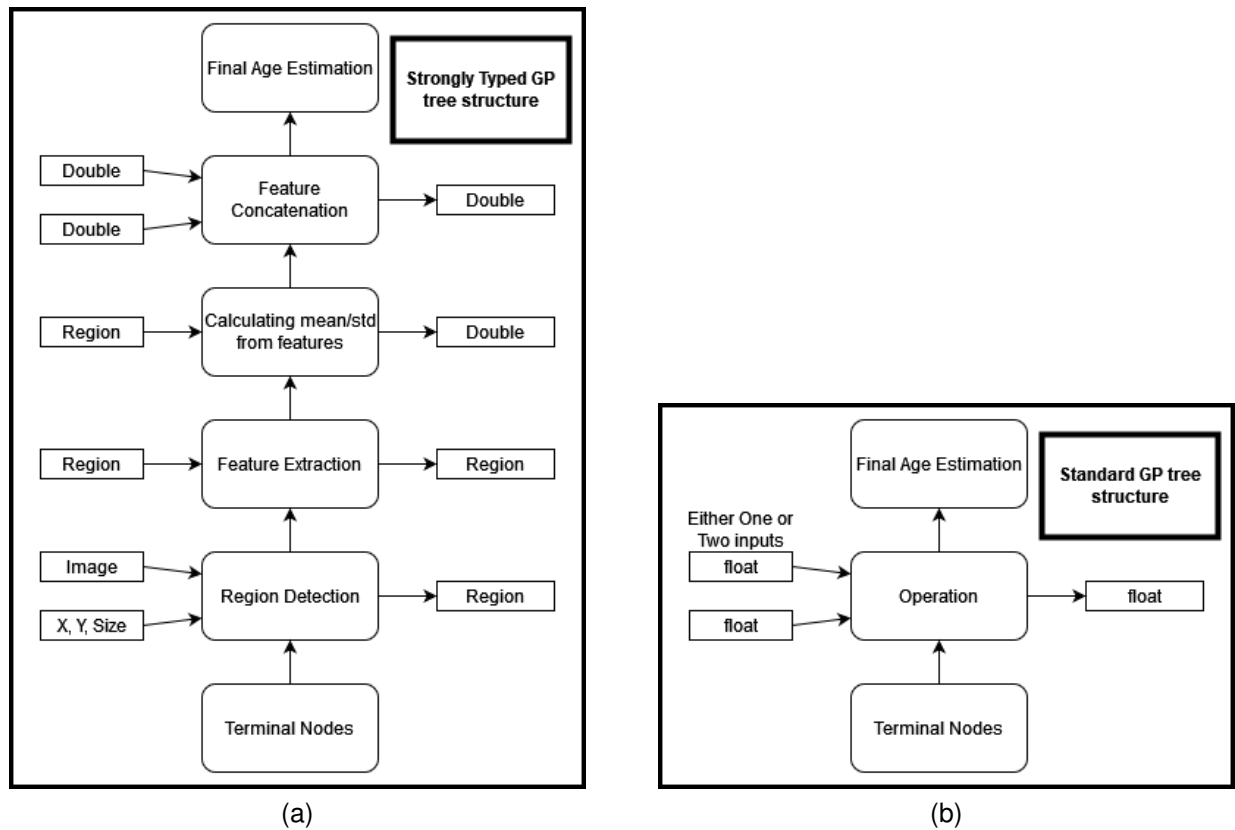 Final Age Estimation
Strongly Typed GP
tree structure
Double
Double
Feature
Concatenation
Double
Region
Calculating mean/std
from features
Double
Region
Feature Extraction
Region
Image
X, Y, Size
Region Detection
Region
Terminal Nodes
(a)
Final Age Estimation
Standard GP tree
structure
Either One or
Two inputs
float
float
Operation
float
Terminal Nodes
(b)